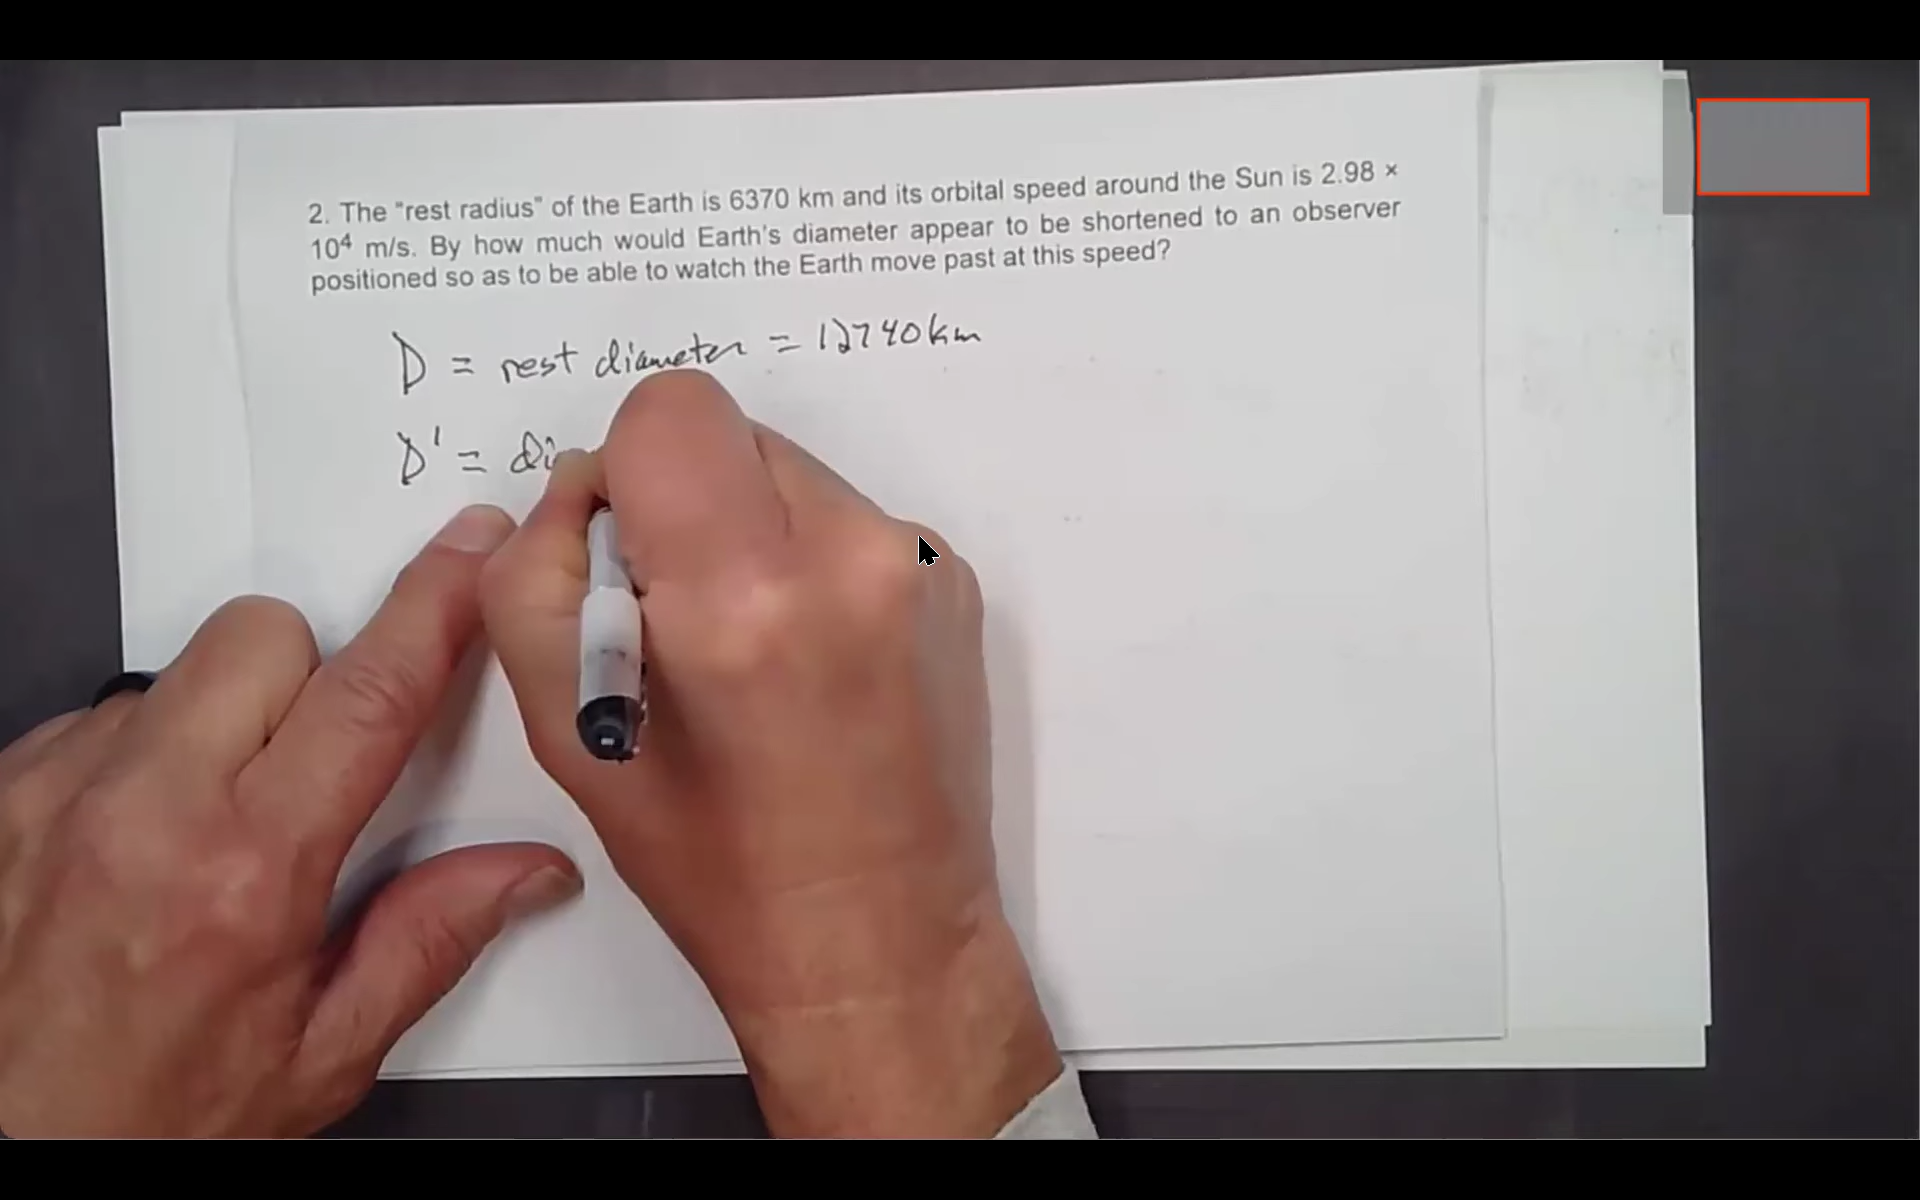 2. The "rest radius" of the Earth is 6370 km and its orbital speed around the Sun is 2.98 ×
10⁴ m/s. By how much would Earth's diameter appear to be shortened to an observer
positioned so as to be able to watch the Earth move past at this speed?
D = rest diameter = 12740 km
D' = di